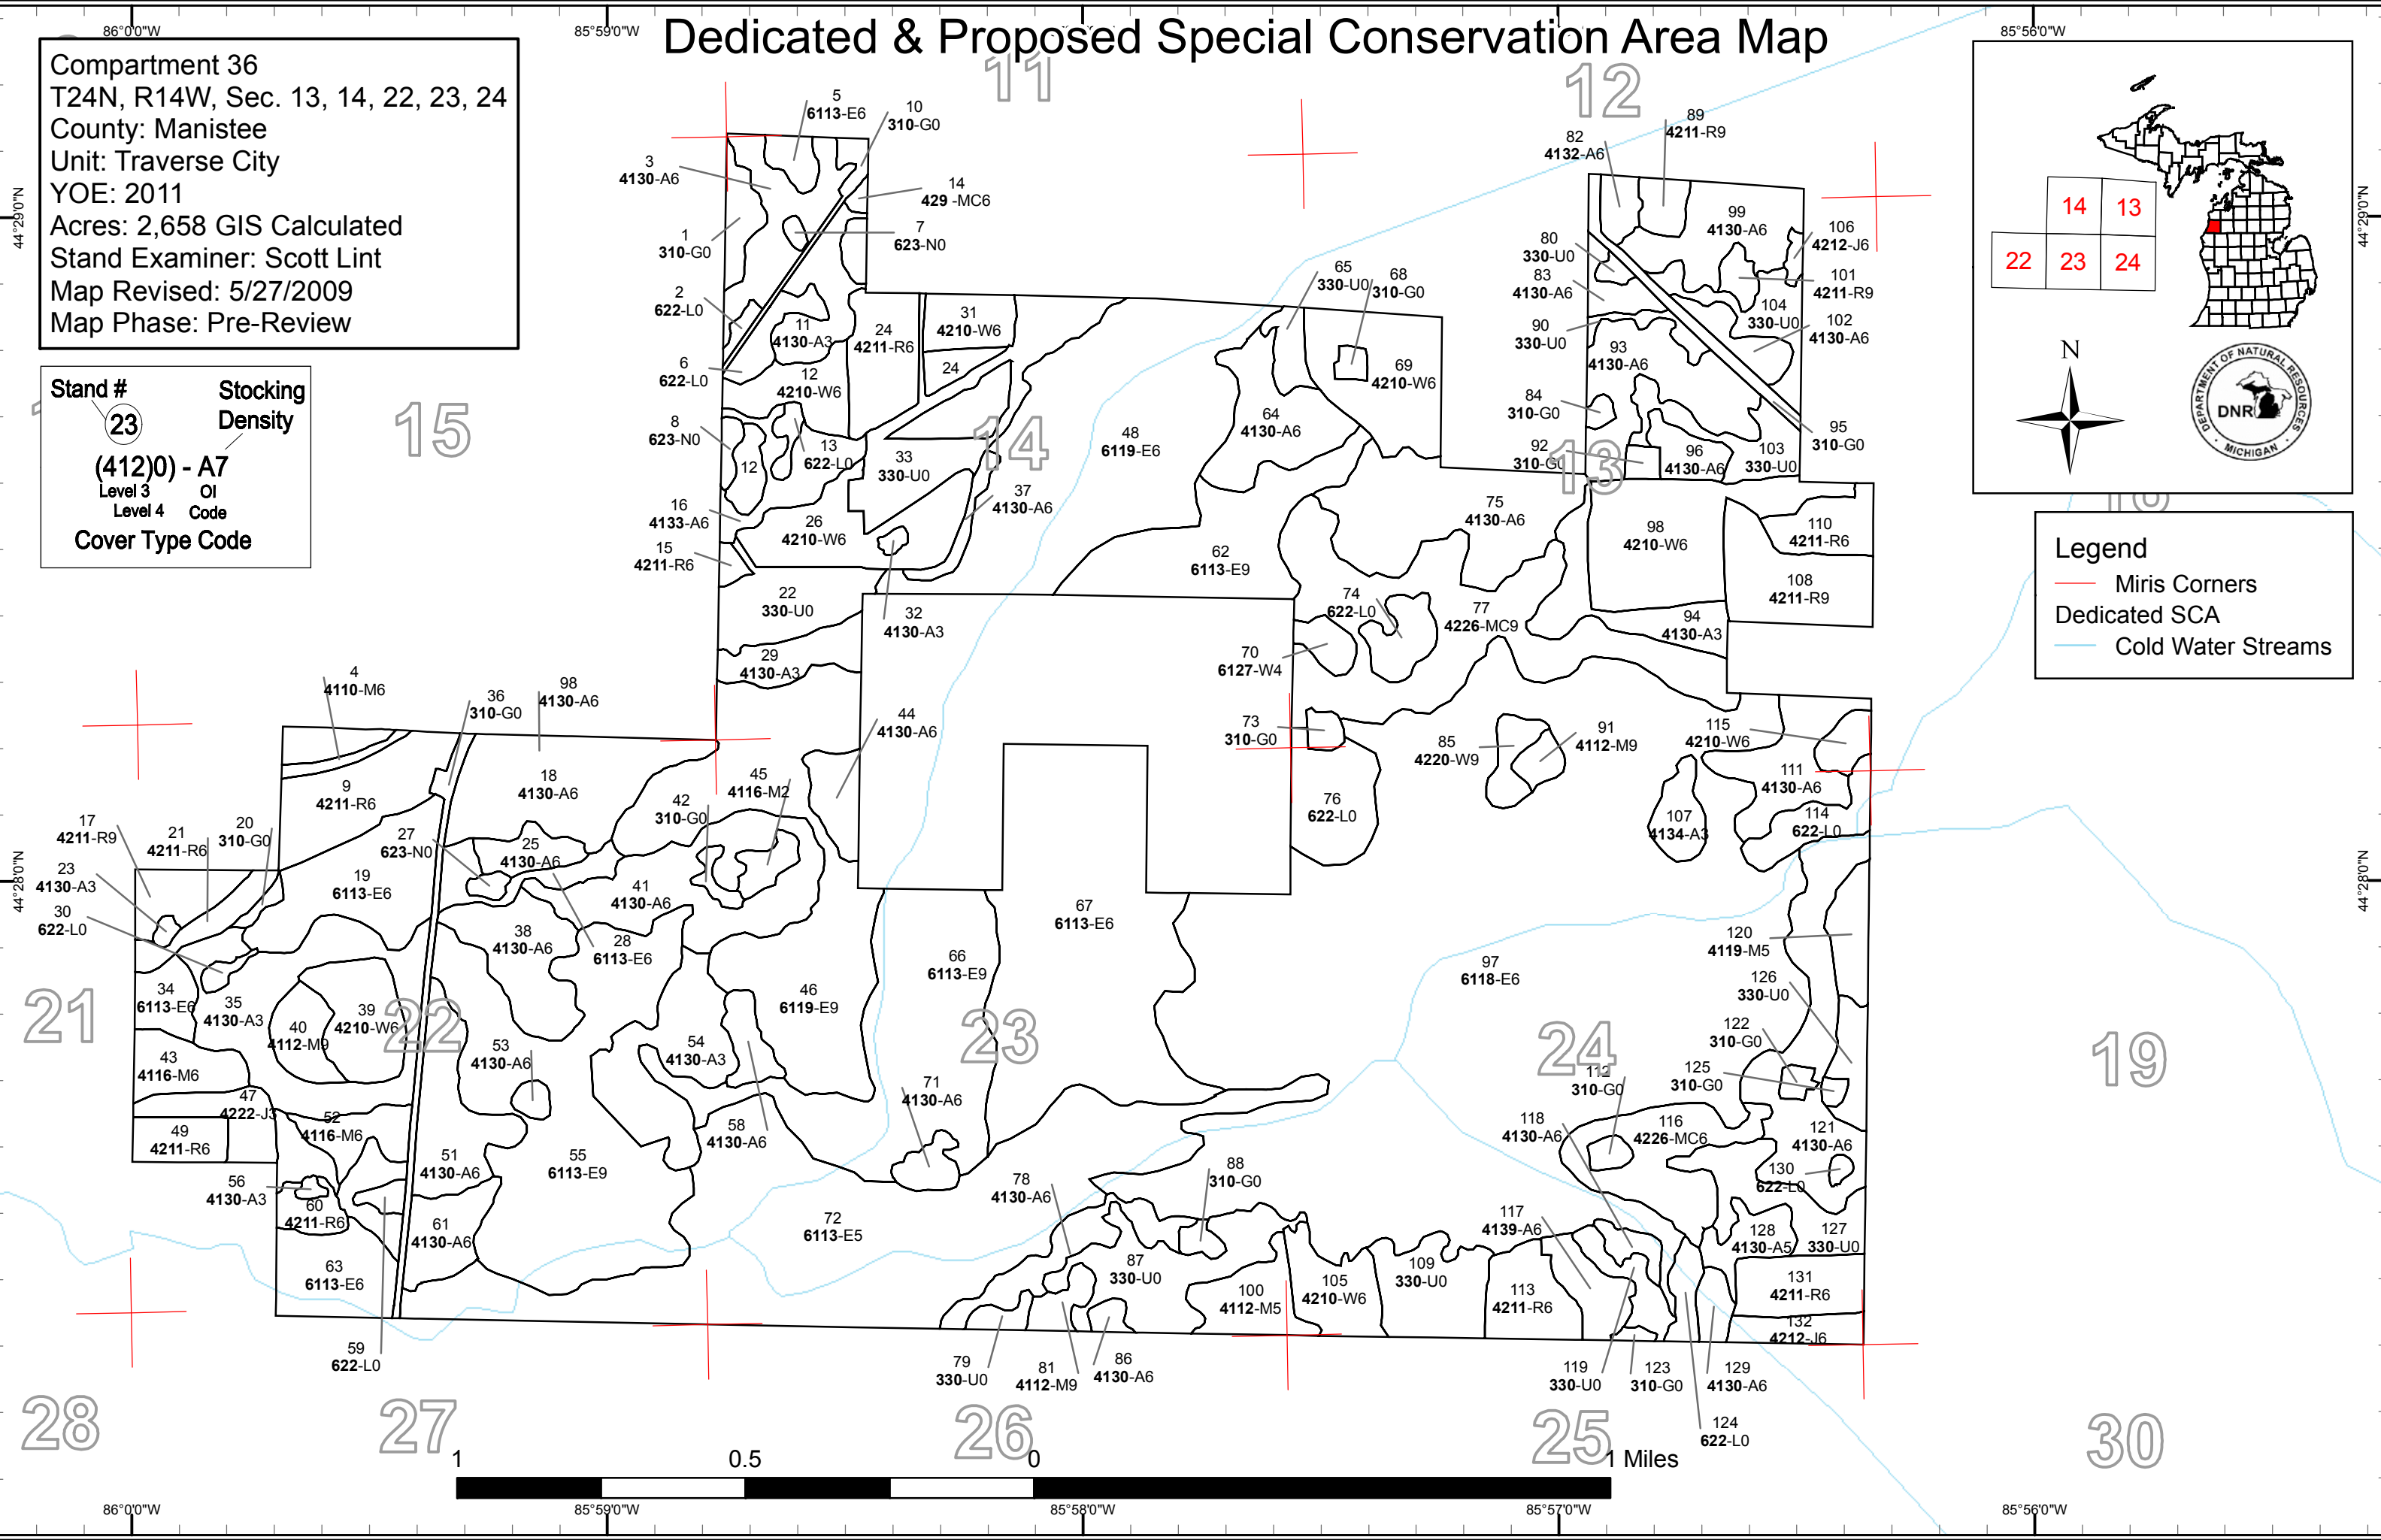 Dedicated & Proposed Special Conservation Area Map
86°0'0"W
85°59'0"W
85°56'0"W
Compartment 36
T24N, R14W, Sec. 13, 14, 22, 23, 24
County: Manistee
Unit: Traverse City
YOE: 2011
Acres: 2,658 GIS Calculated
Stand Examiner: Scott Lint
Map Revised: 5/27/2009
Map Phase: Pre-Review
Stand #
23
Stocking
Density
(412)0) - A7
Level 3
OI
Level 4
Code
Cover Type Code
44°29'0"N
44°29'0"N
11
12
14 13
22 23 24
N
DEPARTMENT OF NATURAL RESOURCES
DNR
MICHIGAN
Legend
Miris Corners
Dedicated SCA
Cold Water Streams
15
14
13
5
6113-E6
10
310-G0
3
4130-A6
14
429 -MC6
7
623-N0
1
310-G0
2
622-L0
11
4130-A3
24
4211-R6
31
4210-W6
24
6
622-L0
12
4210-W6
8
623-N0
12
13
622-L0
33
330-U0
16
4133-A6
26
4210-W6
37
4130-A6
15
4211-R6
22
330-U0
32
4130-A3
29
4130-A3
48
6119-E6
65
330-U0
68
310-G0
69
4210-W6
64
4130-A6
62
6113-E9
75
4130-A6
74
622-L0
77
4226-MC9
70
6127-W4
73
310-G0
76
622-L0
82
4132-A6
89
4211-R9
99
4130-A6
106
4212-J6
80
330-U0
83
4130-A6
101
4211-R9
104
330-U0
102
4130-A6
90
330-U0
93
4130-A6
84
310-G0
95
310-G0
92
310-G0
96
4130-A6
103
330-U0
98
4210-W6
110
4211-R6
108
4211-R9
94
4130-A3
85
4220-W9
91
4112-M9
115
4210-W6
111
4130-A6
107
4134-A3
114
622-L0
4
4110-M6
36
310-G0
98
4130-A6
44
4130-A6
9
4211-R6
18
4130-A6
45
4116-M2
42
310-G0
17
4211-R9
21
4211-R6
20
310-G0
27
623-N0
25
4130-A6
23
4130-A3
19
6113-E6
41
4130-A6
30
622-L0
38
4130-A6
28
6113-E6
44°28'0"N
44°28'0"N
67
6113-E6
66
6113-E9
46
6119-E9
97
6118-E6
120
4119-M5
126
330-U0
21
22
23
24
19
34
6113-E6
35
4130-A3
40
4112-M9
39
4210-W6
43
4116-M6
53
4130-A6
54
4130-A3
47
4222-J3
52
4116-M6
49
4211-R6
51
4130-A6
55
6113-E9
58
4130-A6
71
4130-A6
56
4130-A3
60
4211-R6
61
4130-A6
63
6113-E6
59
622-L0
72
6113-E5
78
4130-A6
88
310-G0
87
330-U0
79
330-U0
81
4112-M9
86
4130-A6
100
4112-M5
105
4210-W6
109
330-U0
113
4211-R6
117
4139-A6
122
310-G0
125
310-G0
112
310-G0
118
4130-A6
116
4226-MC6
121
4130-A6
130
622-L0
128
4130-A5
127
330-U0
131
4211-R6
132
4212-J6
119
330-U0
123
310-G0
129
4130-A6
124
622-L0
28
27
26
25
30
1 0.5 0 1 Miles
86°0'0"W
85°59'0"W
85°58'0"W
85°57'0"W
85°56'0"W